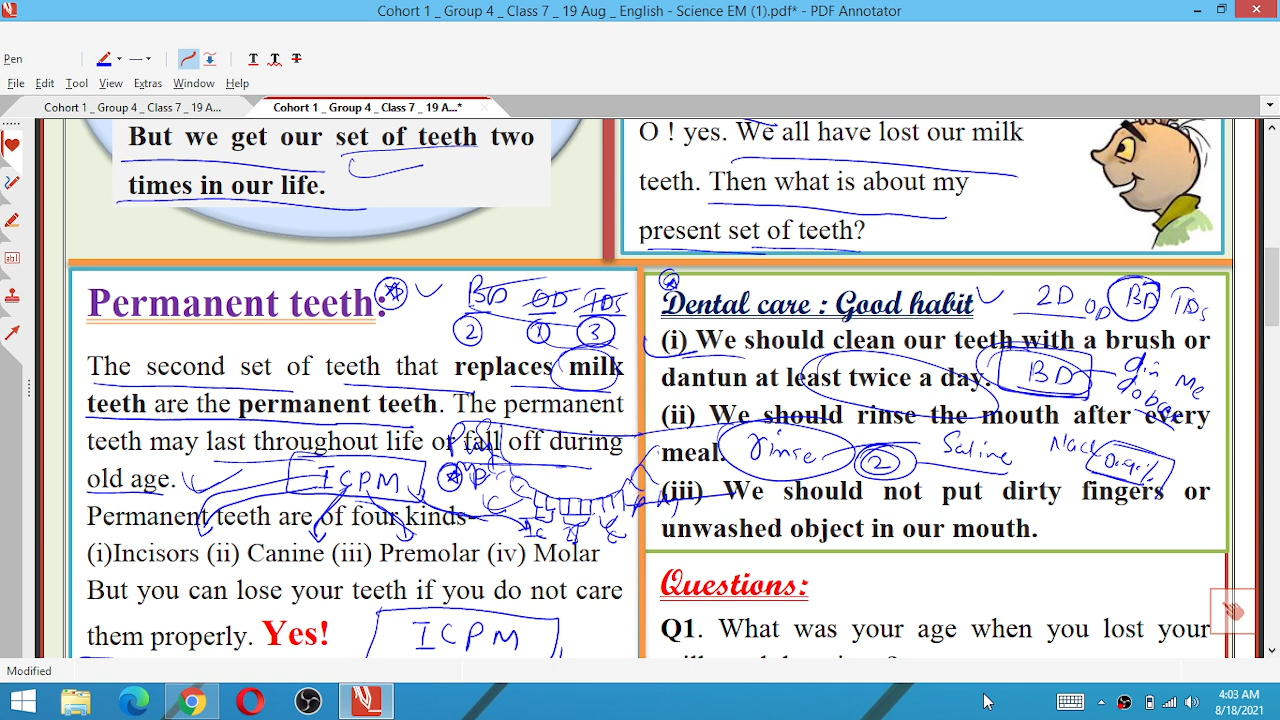 Cohort 1 _ Group 4 _ Class 7 _ 19 Aug _ English - Science EM (1).pdf* - PDF Annotator
Pen
T T T
File Edit Tool View Extras Window Help
Cohort 1 _ Group 4 _ Class 7 _ 19 A...
Cohort 1 _ Group 4 _ Class 7 _ 19 A...*
But we get our set of teeth two
times in our life.
O ! yes. We all have lost our milk
teeth. Then what is about my
present set of teeth?
Permanent teeth:
BD OD TDS
2 1 3
The second set of teeth that replaces milk
teeth are the permanent teeth. The permanent
teeth may last throughout life or fall off during
old age.
ICPM
Permanent teeth are of four kinds-
(i)Incisors (ii) Canine (iii) Premolar (iv) Molar
But you can lose your teeth if you do not care
them properly. Yes!
ICPM
Dental care : Good habit
2D OD BD TDS
(i) We should clean our teeth with a brush or
dantun at least twice a day.
BD
(ii) We should rinse the mouth after every
meal.
rinse 2 Saline
(iii) We should not put dirty fingers or
unwashed object in our mouth.
Questions:
Q1. What was your age when you lost your
Modified
4:03 AM
8/18/2021